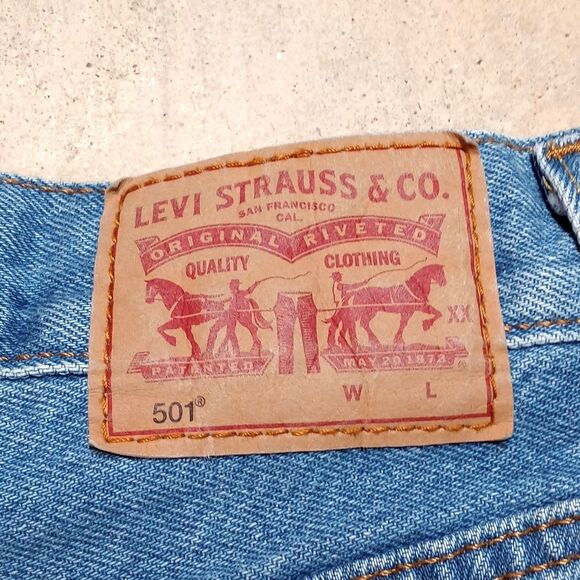 LEVI STRAUSS & CO.
SAN FRANCISCO
CAL.
ORIGINAL RIVETED
QUALITY CLOTHING
XX
PATENTED MAY 20 1873 ®
W L
501®